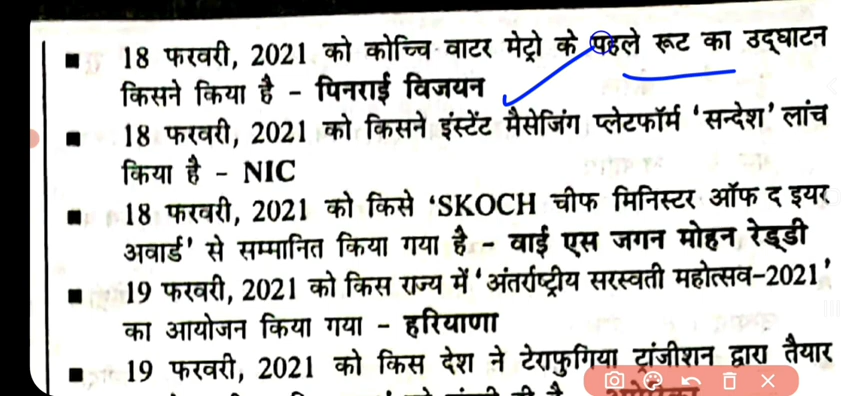 ▪ 18 फरवरी, 2021 को कोच्चि वाटर मेट्रो के पहले रूट का उद्घाटन
किसने किया है – पिनराई विजयन
▪ 18 फरवरी, 2021 को किसने इंस्टेंट मैसेजिंग प्लेटफॉर्म ‘सन्देश’ लांच
किया है – NIC
▪ 18 फरवरी, 2021 को किसे ‘SKOCH चीफ मिनिस्टर ऑफ द इयर
अवार्ड’ से सम्मानित किया गया है – वाई एस जगन मोहन रेड्डी
▪ 19 फरवरी, 2021 को किस राज्य में ‘अंतर्राष्ट्रीय सरस्वती महोत्सव–2021’
का आयोजन किया गया – हरियाणा
▪ 19 फरवरी, 2021 को किस देश ने टेराफुगिया ट्रांजीशन द्वारा तैयार